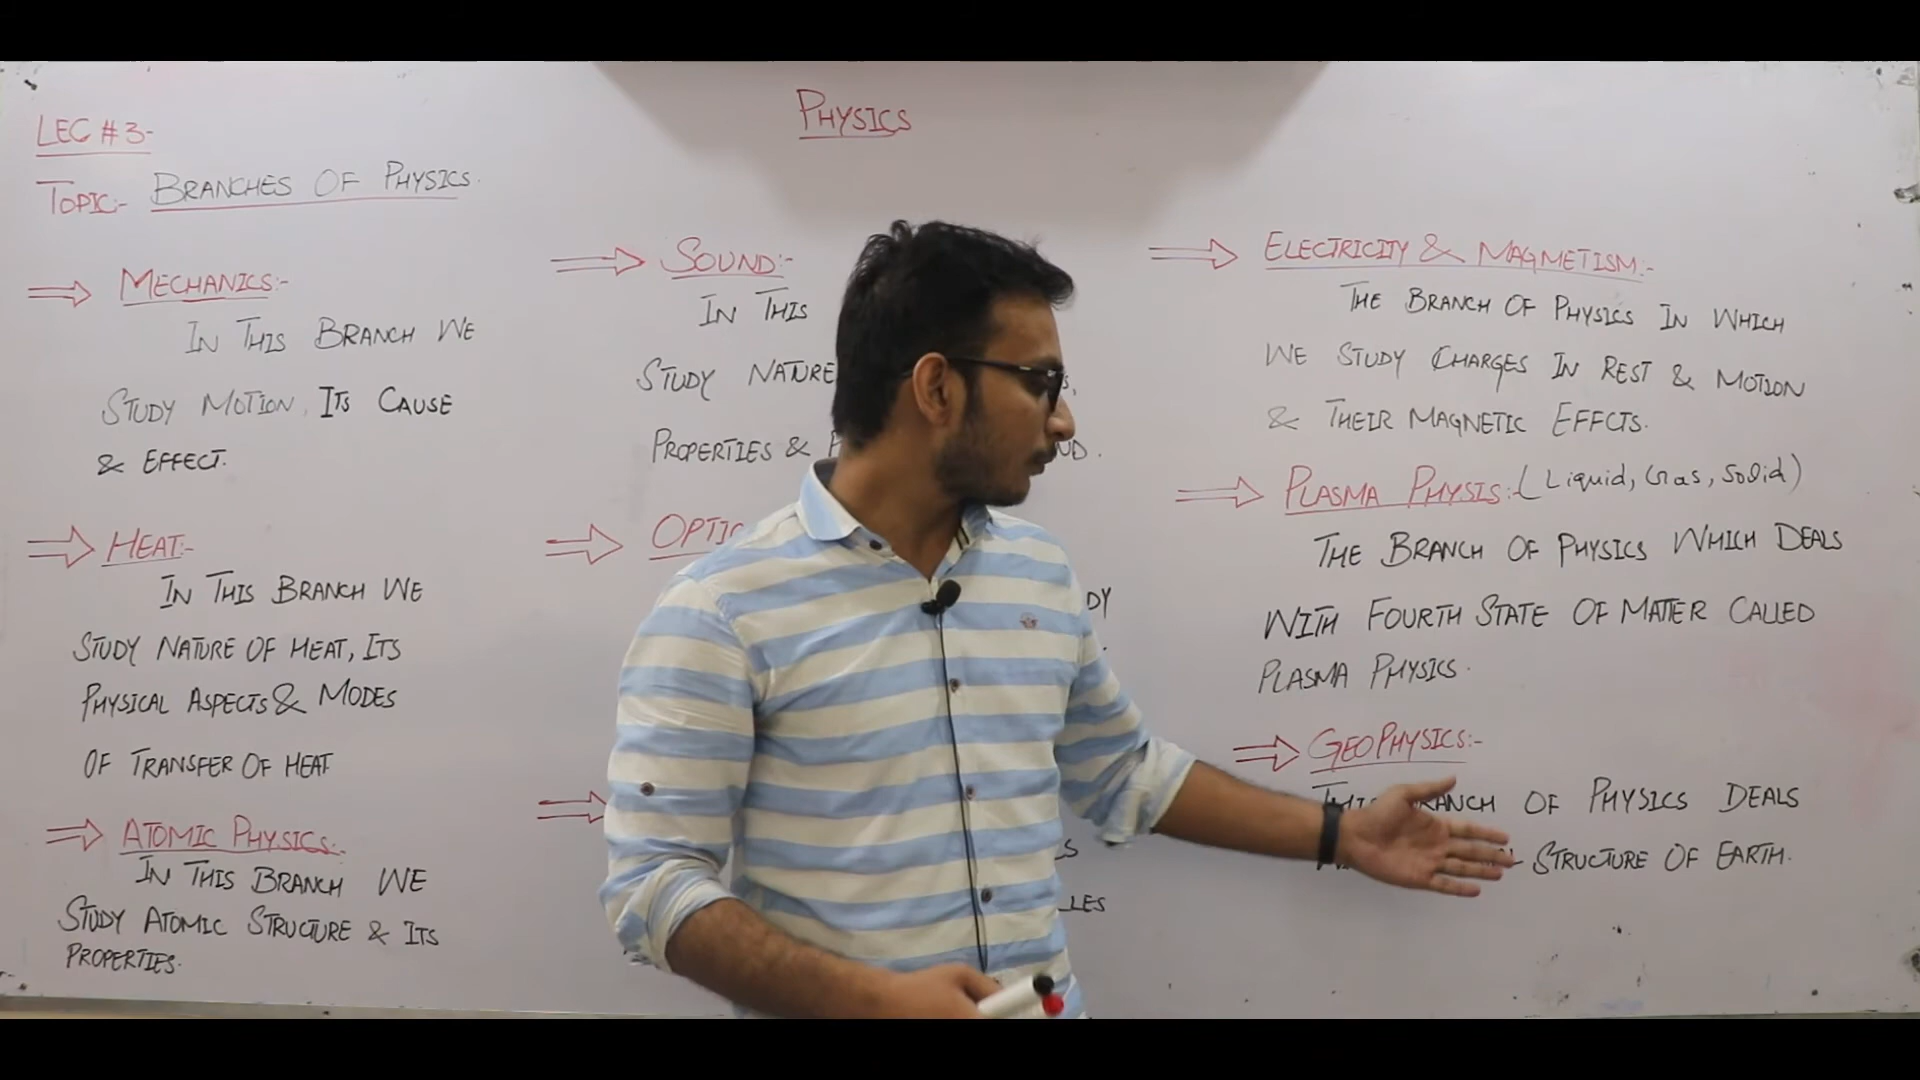 PHYSICS
LEC # 3:-
TOPIC:- BRANCHES OF PHYSICS.
MECHANICS:-
IN THIS BRANCH WE
STUDY MOTION, ITS CAUSE
& EFFECT.
HEAT:-
IN THIS BRANCH WE
STUDY NATURE OF HEAT, ITS
PHYSICAL ASPECTS & MODES
OF TRANSFER OF HEAT
ATOMIC PHYSICS:-
IN THIS BRANCH WE
STUDY ATOMIC STRUCTURE & ITS
PROPERTIES.
SOUND:-
IN THIS
STUDY NATURE
PROPERTIES &
ELECTRICITY & MAGMETISM:-
THE BRANCH OF PHYSICS IN WHICH
WE STUDY CHARGES IN REST & MOTION
& THEIR MAGNETIC EFFECTS.
PLASMA PHYSIS:- (Liquid, Gas, Solid)
THE BRANCH OF PHYSICS WHICH DEALS
WITH FOURTH STATE OF MATTER CALLED
PLASMA PHYSICS.
GEOPHYSICS:-
OF PHYSICS DEALS
STRUCTURE OF EARTH.